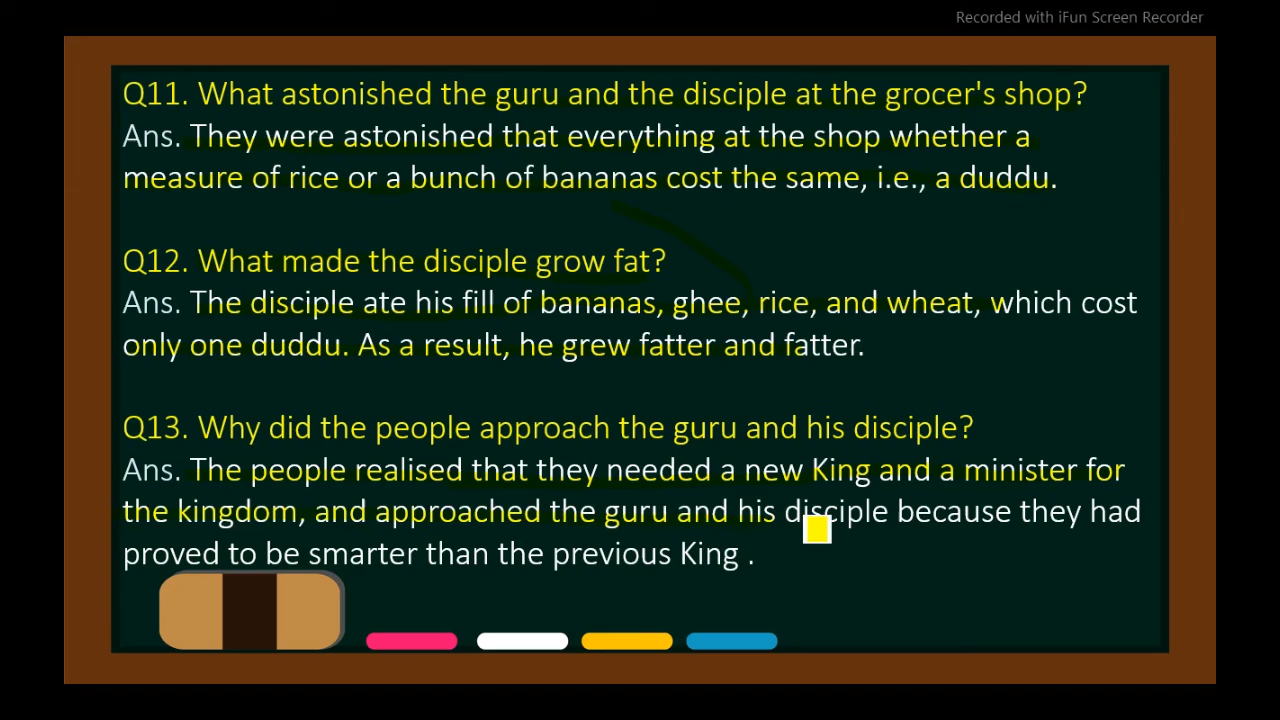 Recorded with iFun Screen Recorder
Q11. What astonished the guru and the disciple at the grocer's shop?
Ans. They were astonished that everything at the shop whether a
measure of rice or a bunch of bananas cost the same, i.e., a duddu.
Q12. What made the disciple grow fat?
Ans. The disciple ate his fill of bananas, ghee, rice, and wheat, which cost
only one duddu. As a result, he grew fatter and fatter.
Q13. Why did the people approach the guru and his disciple?
Ans. The people realised that they needed a new King and a minister for
the kingdom, and approached the guru and his disciple because they had
proved to be smarter than the previous King .